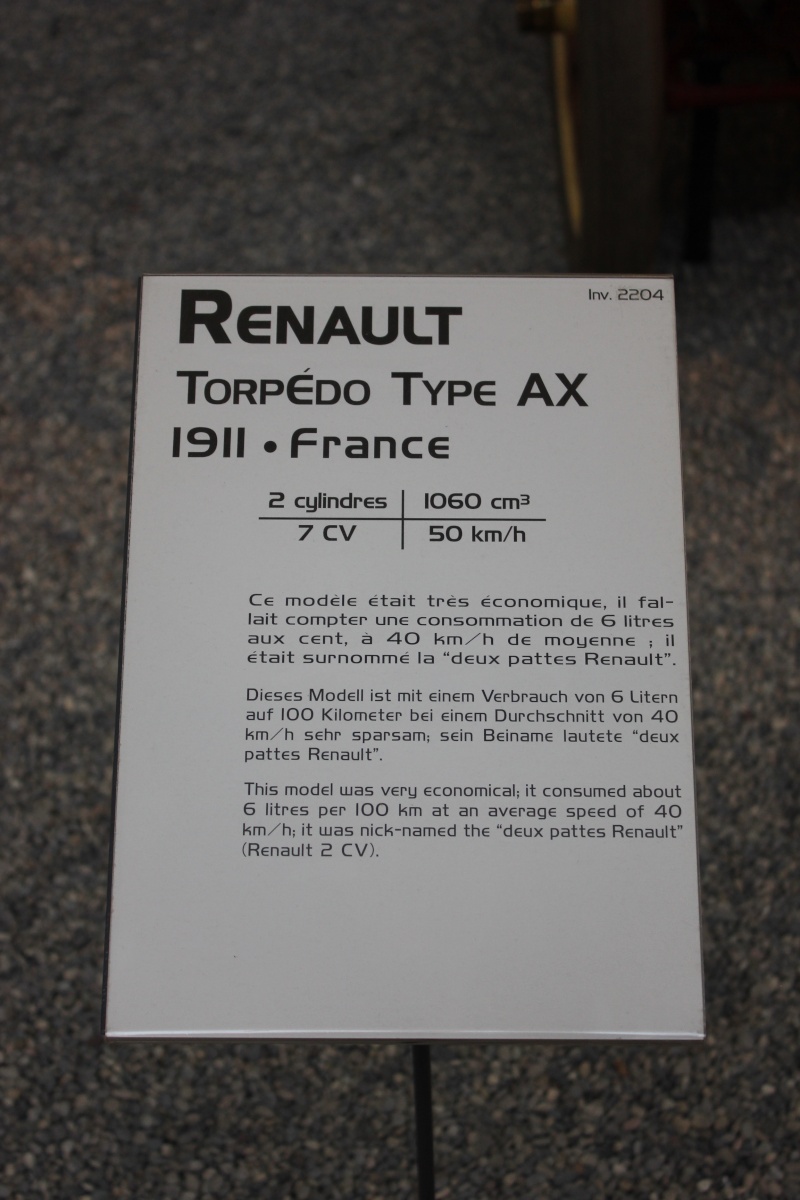 Inv. 2204
RENAULT
TORPÉDO TYPE AX
1911 • France
2 cylindres 1060 cm³
7 CV 50 km/h
Ce modèle était très économique, il fal-
lait compter une consommation de 6 litres
aux cent, à 40 km/h de moyenne ; il
était surnommé la "deux pattes Renault".
Dieses Modell ist mit einem Verbrauch von 6 Litern
auf 100 Kilometer bei einem Durchschnitt von 40
km/h sehr sparsam; sein Beiname lautete "deux
pattes Renault".
This model was very economical; it consumed about
6 litres per 100 km at an average speed of 40
km/h; it was nick-named the "deux pattes Renault"
(Renault 2 CV).